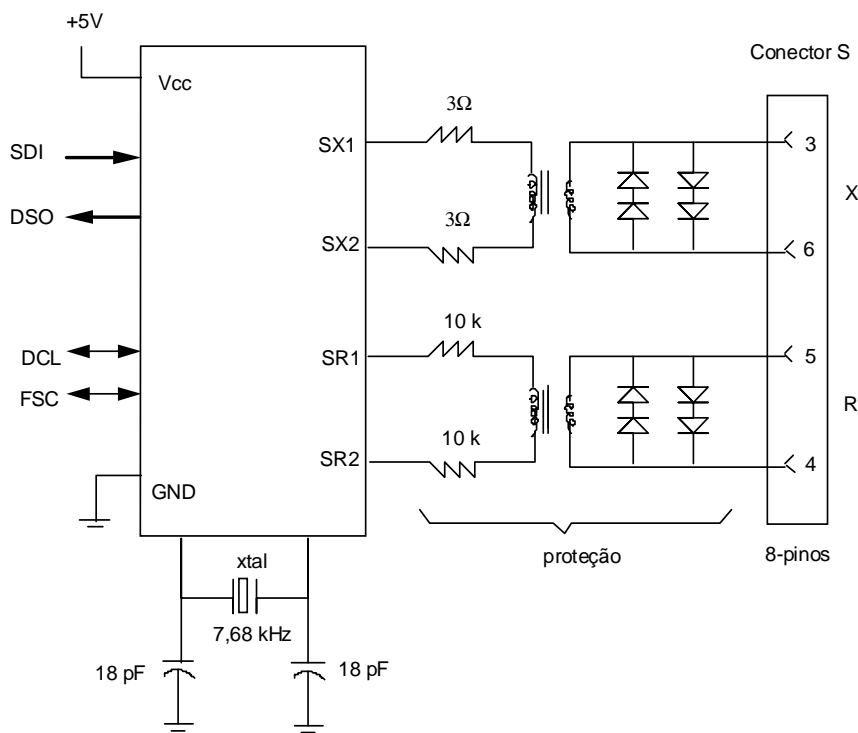 +5V
Conector S
Vcc
3Ω
SDI
SX1
3
X
DSO
3Ω
SX2
6
10 k
DCL
SR1
5
FSC
R
10 k
SR2
4
GND
xtal
proteção
8-pinos
7,68 kHz
18 pF
18 pF